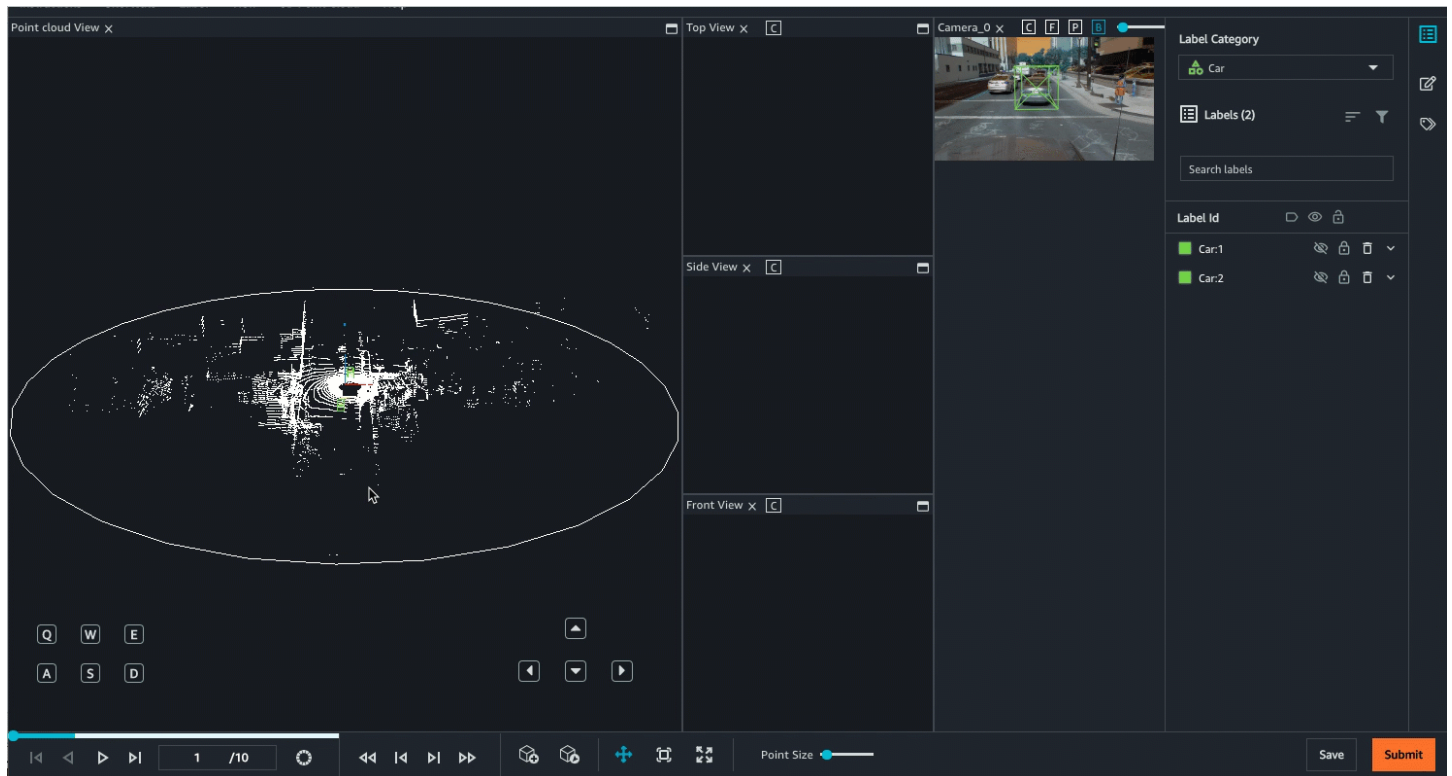 Point cloud View
Top View
C
Camera_0
C
F
P
B
Label Category
Car
Labels (2)
Search labels
Label Id
Car:1
Car:2
Side View
C
Front View
C
Q
W
E
A
S
D
1
/10
Point Size
Save
Submit